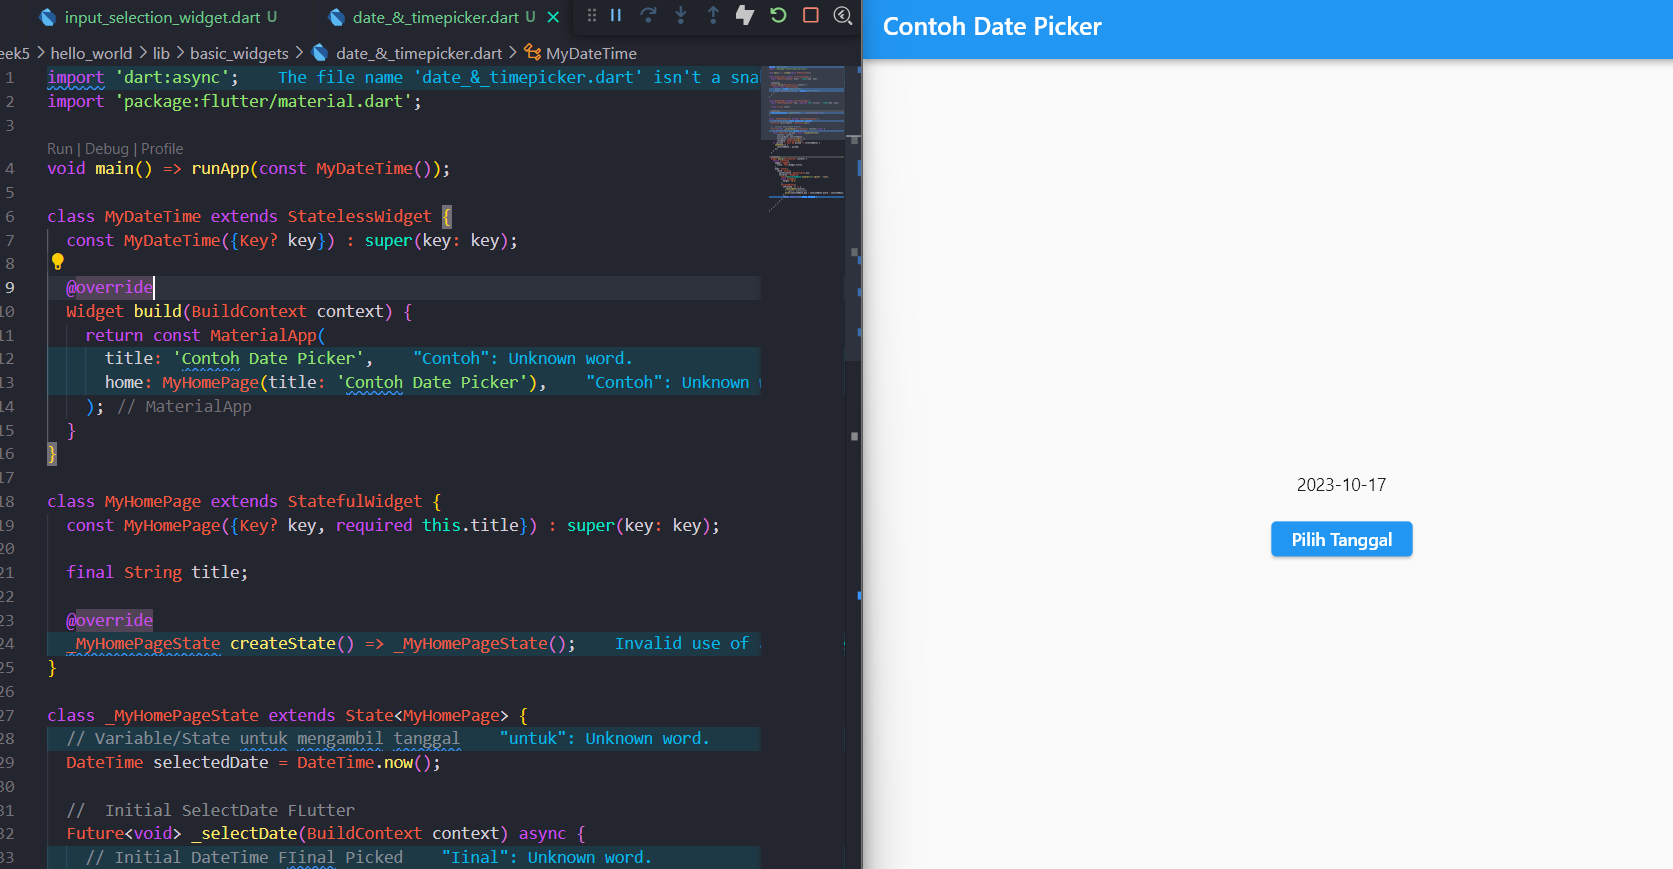 input_selection_widget.dart U
date_&_timepicker.dart U
eek5 > hello_world > lib > basic_widgets > date_&_timepicker.dart > MyDateTime
1 import 'dart:async'; The file name 'date_&_timepicker.dart' isn't a sna
2 import 'package:flutter/material.dart';
3
Run | Debug | Profile
4 void main() => runApp(const MyDateTime());
5
6 class MyDateTime extends StatelessWidget {
7 const MyDateTime({Key? key}) : super(key: key);
8
9 @override
10 Widget build(BuildContext context) {
11 return const MaterialApp(
12 title: 'Contoh Date Picker', "Contoh": Unknown word.
13 home: MyHomePage(title: 'Contoh Date Picker'), "Contoh": Unknown
14 ); // MaterialApp
15 }
16 }
17
18 class MyHomePage extends StatefulWidget {
19 const MyHomePage({Key? key, required this.title}) : super(key: key);
20
21 final String title;
22
23 @override
24 _MyHomePageState createState() => _MyHomePageState(); Invalid use of
25 }
26
27 class _MyHomePageState extends State<MyHomePage> {
28 // Variable/State untuk mengambil tanggal "untuk": Unknown word.
29 DateTime selectedDate = DateTime.now();
30
31 // Initial SelectDate FLutter
32 Future<void> _selectDate(BuildContext context) async {
33 // Initial DateTime FIinal Picked "Iinal": Unknown word.
Contoh Date Picker
2023-10-17
Pilih Tanggal